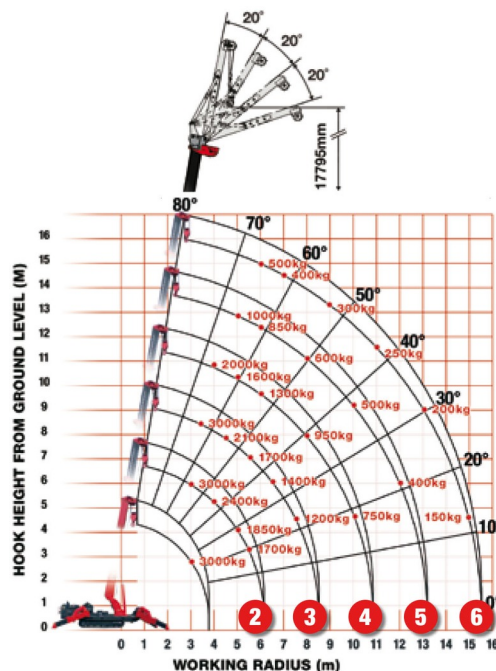 20°
20°
20°
17795mm
80°
70°
60°
50°
40°
30°
20°
10°
0°
HOOK HEIGHT FROM GROUND LEVEL (M)
16
15
14
13
12
11
10
9
8
7
6
5
4
3
2
1
0
500kg
400kg
300kg
250kg
200kg
150kg
1000kg
850kg
600kg
500kg
400kg
2000kg
1600kg
1300kg
950kg
750kg
3000kg
2100kg
1700kg
1400kg
1200kg
3000kg
2400kg
1850kg
1700kg
3000kg
2 3 4 5 6
0 1 2 3 4 5 6 7 8 9 10 11 12 13 14 15 16
WORKING RADIUS (m)